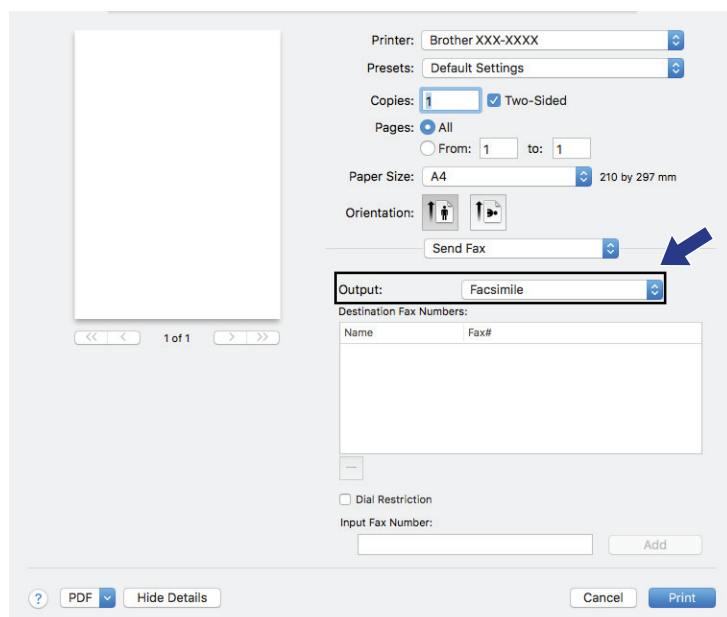 Printer: Brother XXX-XXXX
Presets: Default Settings
Copies: 1 Two-Sided
Pages: All
From: 1 to: 1
Paper Size: A4 210 by 297 mm
Orientation:
Send Fax
Output: Facsimile
Destination Fax Numbers:
Name Fax#
1 of 1
Dial Restriction
Input Fax Number:
Add
? PDF Hide Details Cancel Print